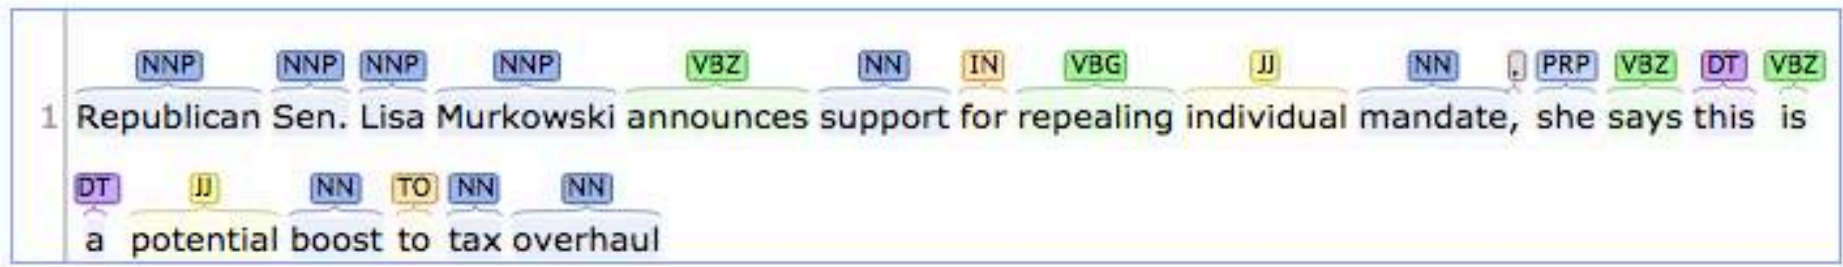 NNP NNP NNP NNP VBZ NN IN VBG JJ NN , PRP VBZ DT VBZ
1 Republican Sen. Lisa Murkowski announces support for repealing individual mandate, she says this is
DT JJ NN TO NN NN
a potential boost to tax overhaul